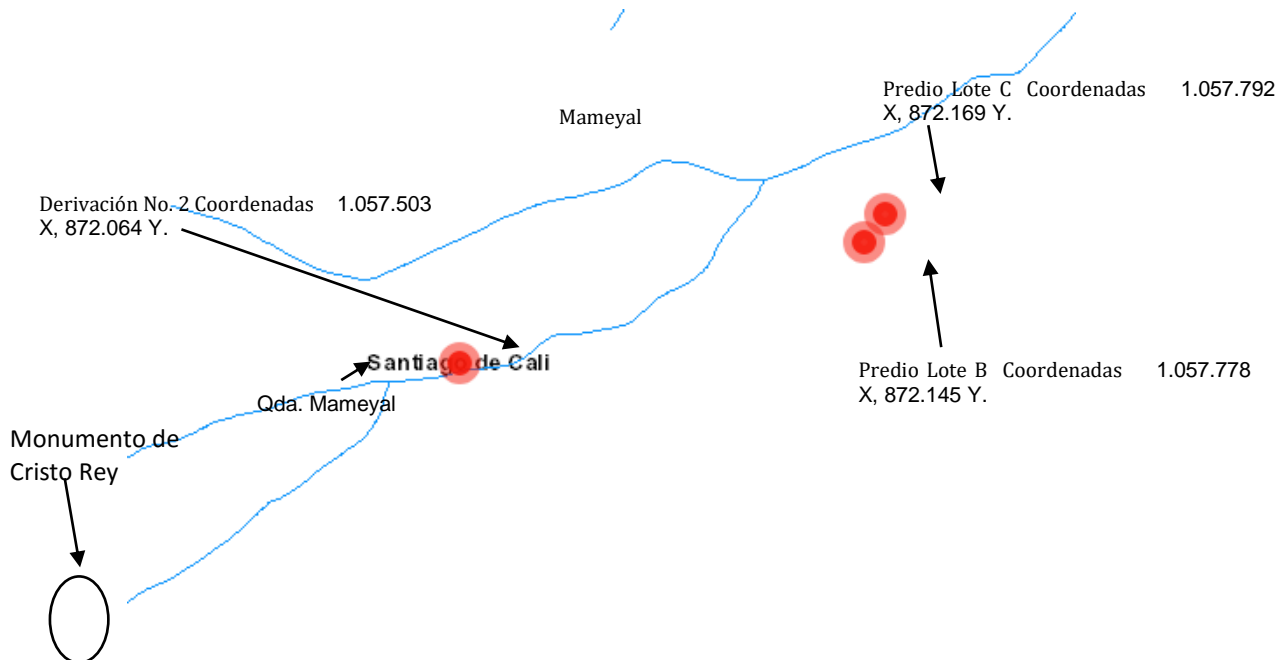 Predio Lote C Coordenadas 1.057.792
X, 872.169 Y.
Mameyal
Derivación No. 2 Coordenadas 1.057.503
X, 872.064 Y.
Santiago de Cali
Predio Lote B Coordenadas 1.057.778
X, 872.145 Y.
Qda. Mameyal
Monumento de
Cristo Rey